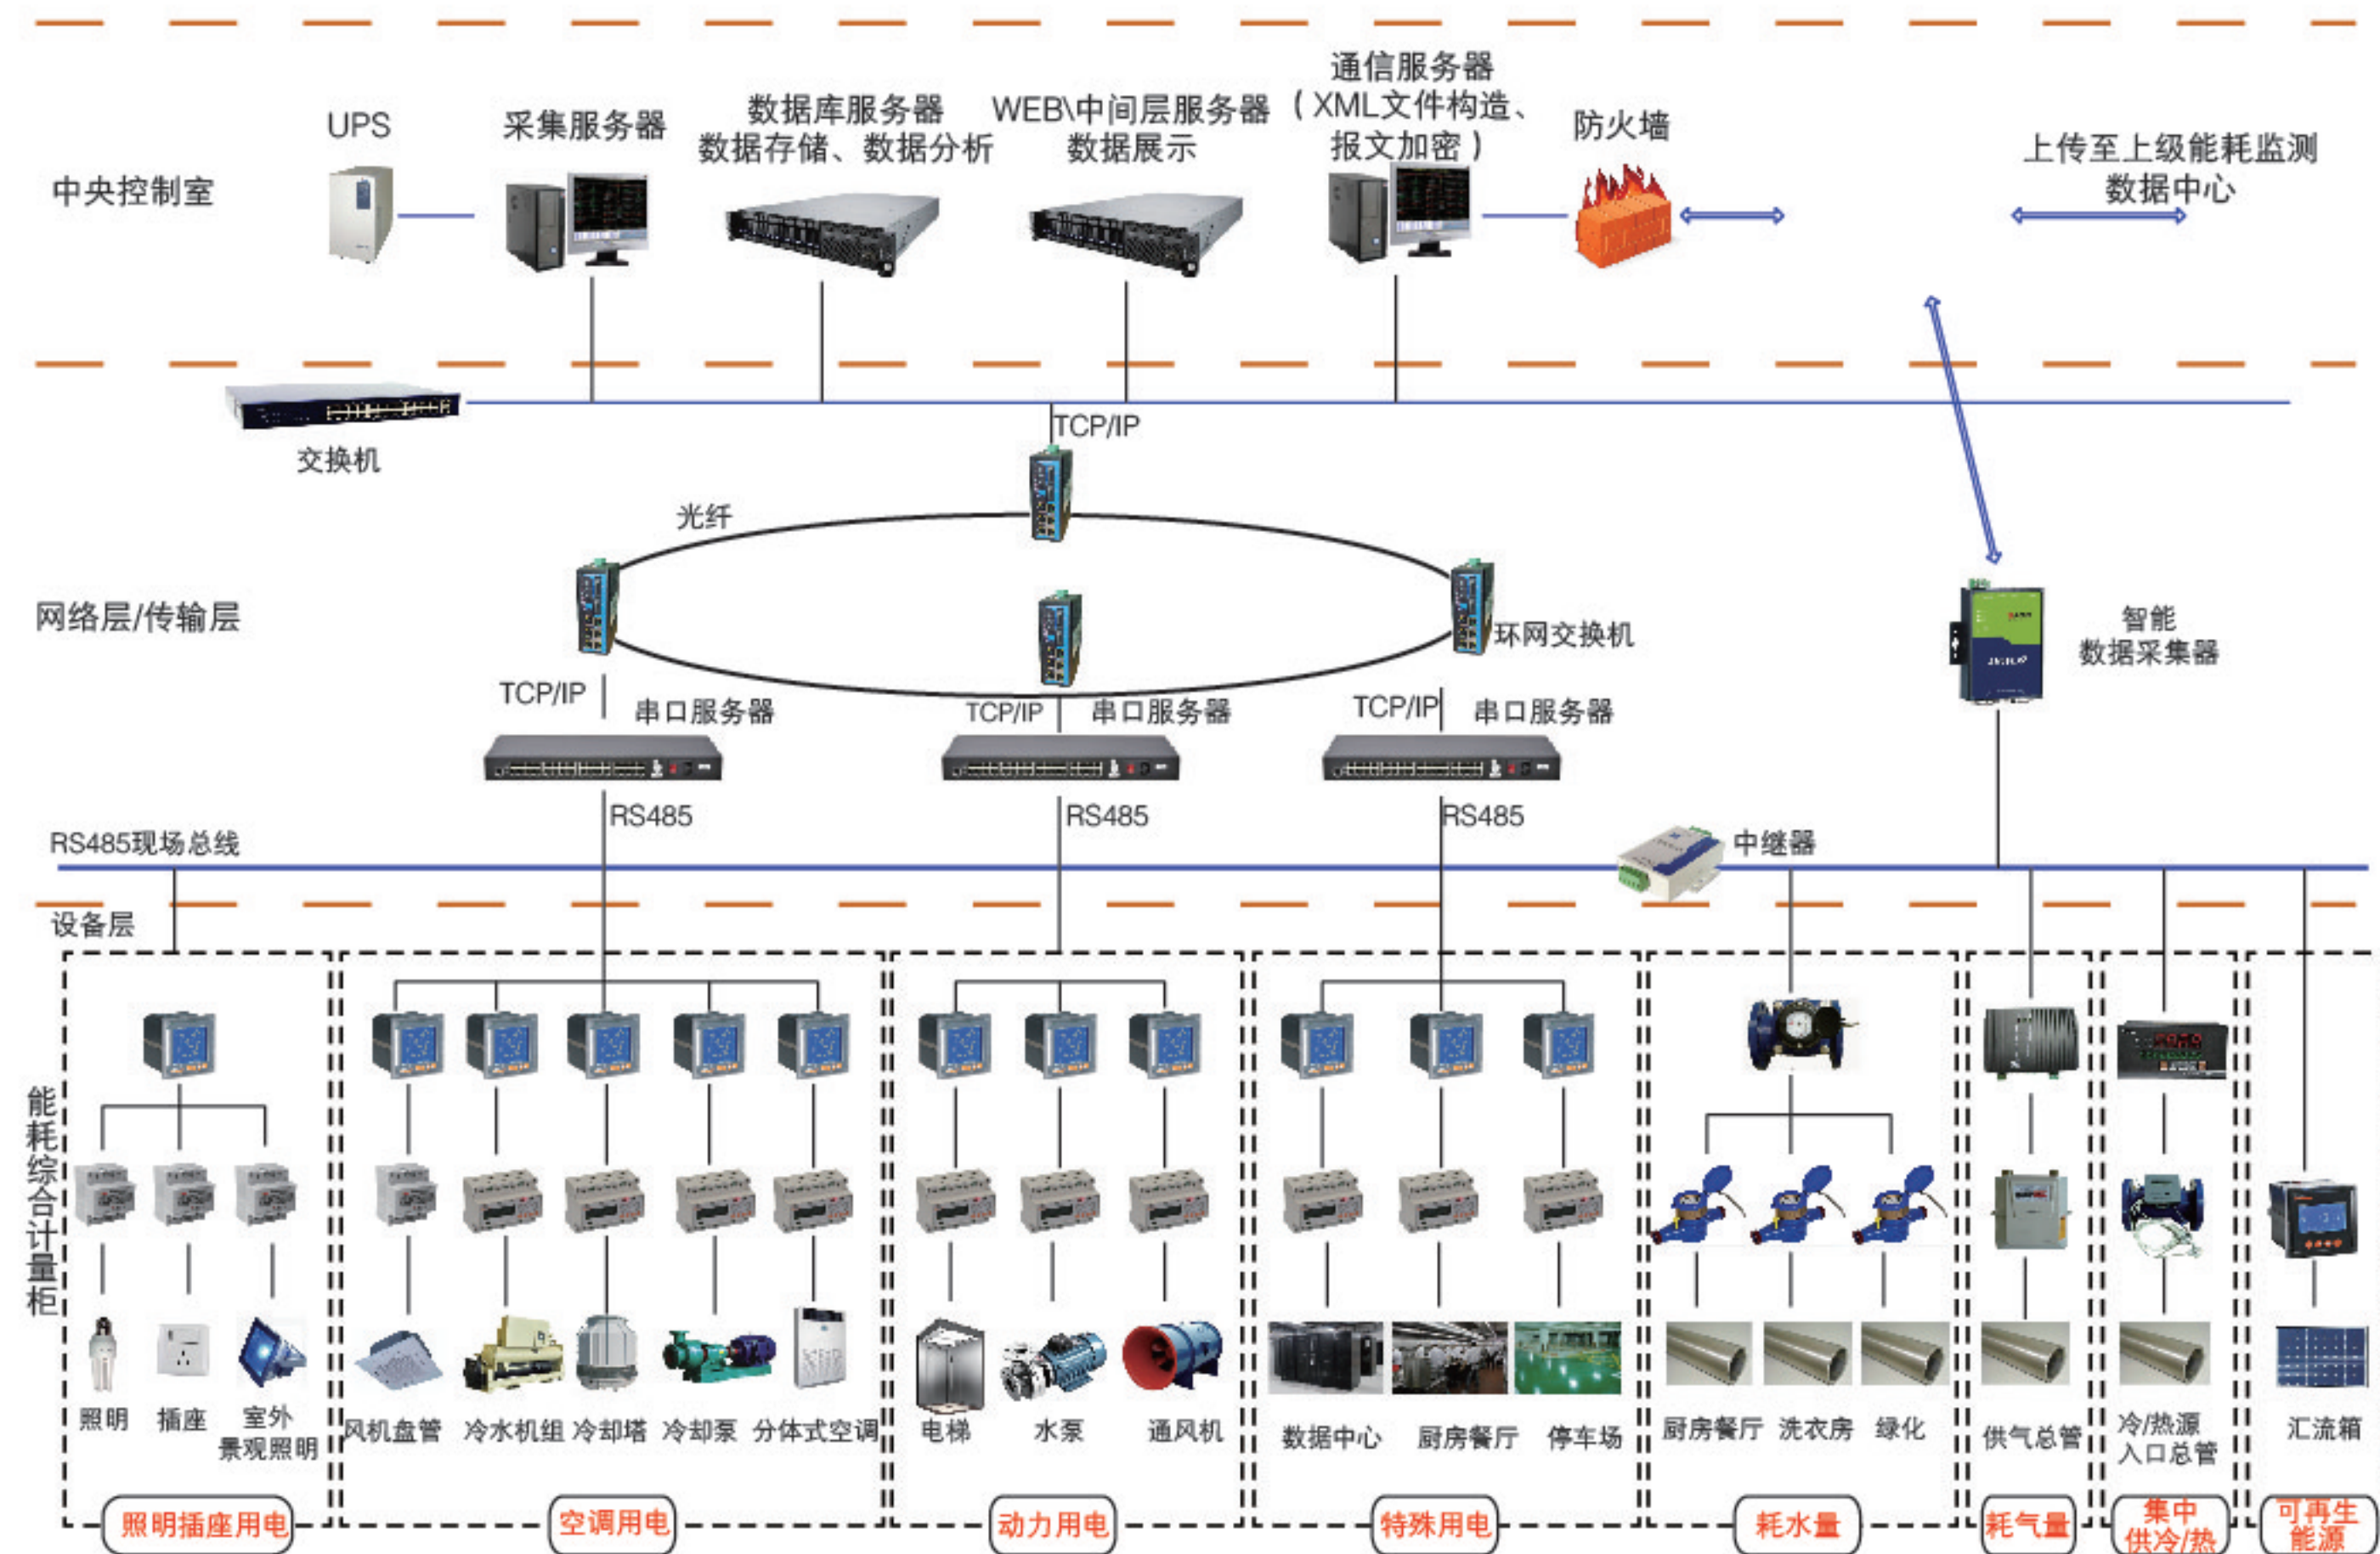 通信服务器
UPS
采集服务器
数据库服务器
数据存储、数据分析
WEB\中间层服务器
数据展示
(XML文件构造、
报文加密)
防火墙
上传至上级能耗监测
数据中心
中央控制室
交换机
TCP/IP
光纤
网络层/传输层
环网交换机
智能
数据采集器
TCP/IP
串口服务器
TCP/IP
串口服务器
TCP/IP
串口服务器
RS485
RS485
RS485
RS485现场总线
中继器
设备层
能耗综合计量柜
照明
插座
室外
景观照明
风机盘管
冷水机组
冷却塔
冷却泵
分体式空调
电梯
水泵
通风机
数据中心
厨房餐厅
停车场
厨房餐厅
洗衣房
绿化
供气总管
冷/热源
入口总管
汇流箱
照明插座用电
空调用电
动力用电
特殊用电
耗水量
耗气量
集中
供冷/热
可再生
能源